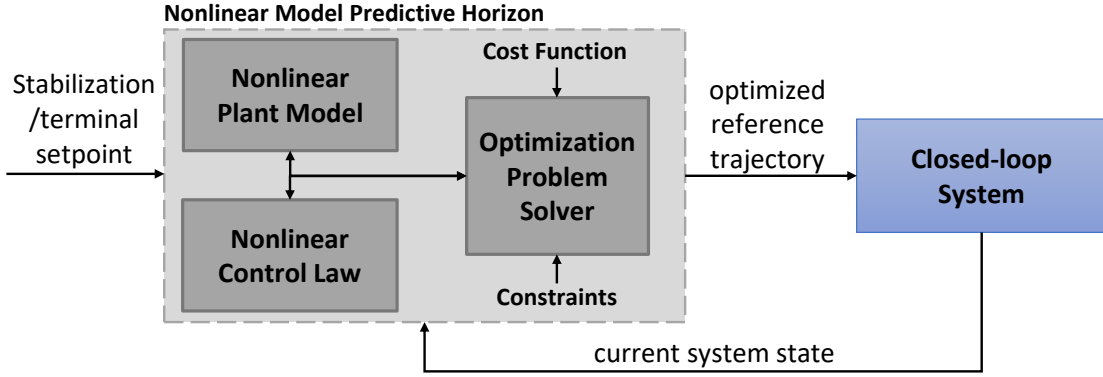 Nonlinear Model Predictive Horizon
Stabilization
/terminal
setpoint
Nonlinear
Plant Model
Nonlinear
Control Law
Cost Function
Optimization
Problem
Solver
Constraints
optimized
reference
trajectory
Closed-loop
System
current system state